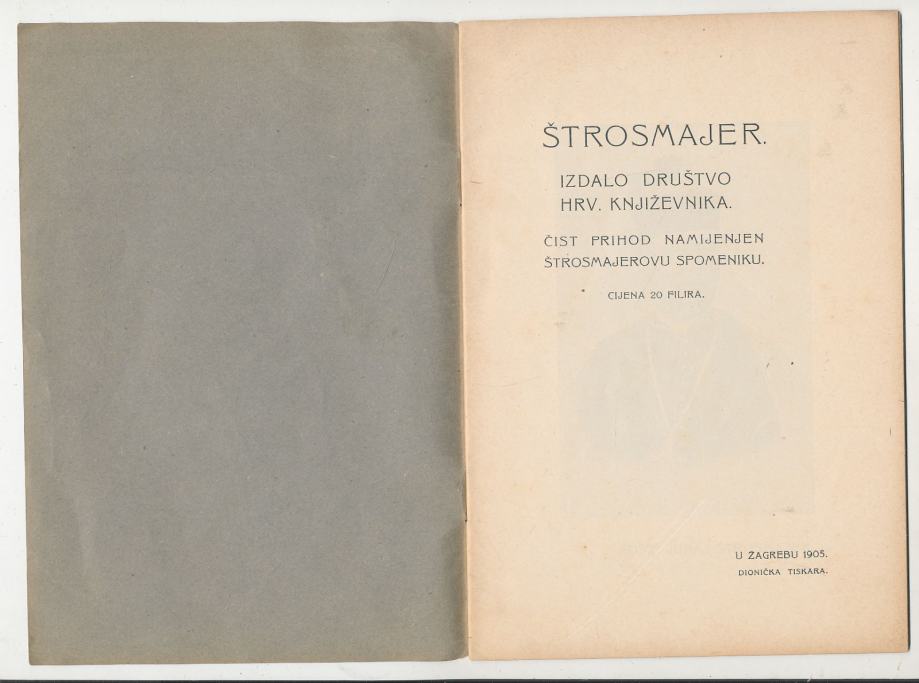 ŠTROSMAJER.
IZDALO DRUŠTVO
HRV. KNJIŽEVNIKA.
ČIST PRIHOD NAMIJENJEN
ŠTROSMAJEROVU SPOMENIKU.
CIJENA 20 FILIRA.
U ZAGREBU 1905.
DIONIČKA TISKARA.